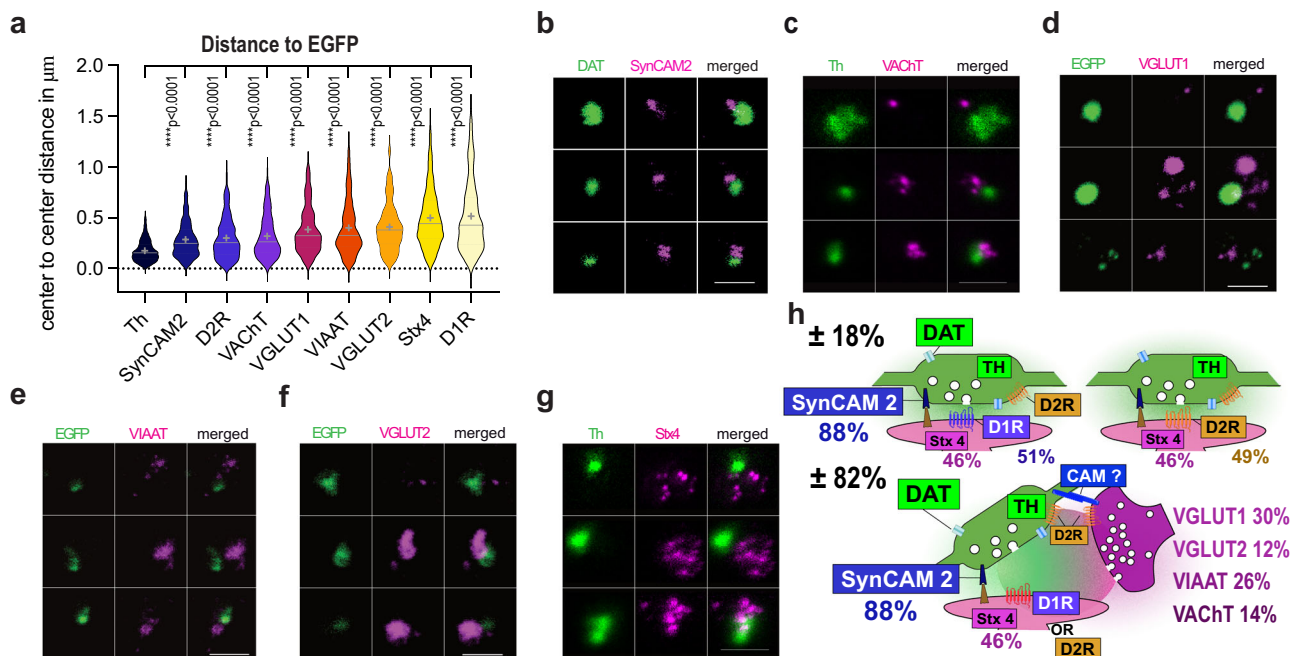 a
Distance to EGFP
center to center distance in μm
2.0
1.5
1.0
0.5
0.0
****p<0.0001
****p<0.0001
****p<0.0001
****p<0.0001
****p<0.0001
****p<0.0001
****p<0.0001
****p<0.0001
Th
SynCAM2
D2R
VAChT
VGLUT1
VIAAT
VGLUT2
Stx4
D1R
b
DAT SynCAM2 merged
c
Th VAChT merged
d
EGFP VGLUT1 merged
e
EGFP VIAAT merged
f
EGFP VGLUT2 merged
g
Th Stx4 merged
h
± 18%
DAT
TH
SynCAM 2
88%
D2R
D1R
Stx 4
46%
51%
TH
D2R
Stx 4
46%
49%
± 82%
CAM ?
DAT
TH
D2R
SynCAM 2
88%
D1R
Stx 4
46%
OR
D2R
VGLUT1 30%
VGLUT2 12%
VIAAT 26%
VAChT 14%